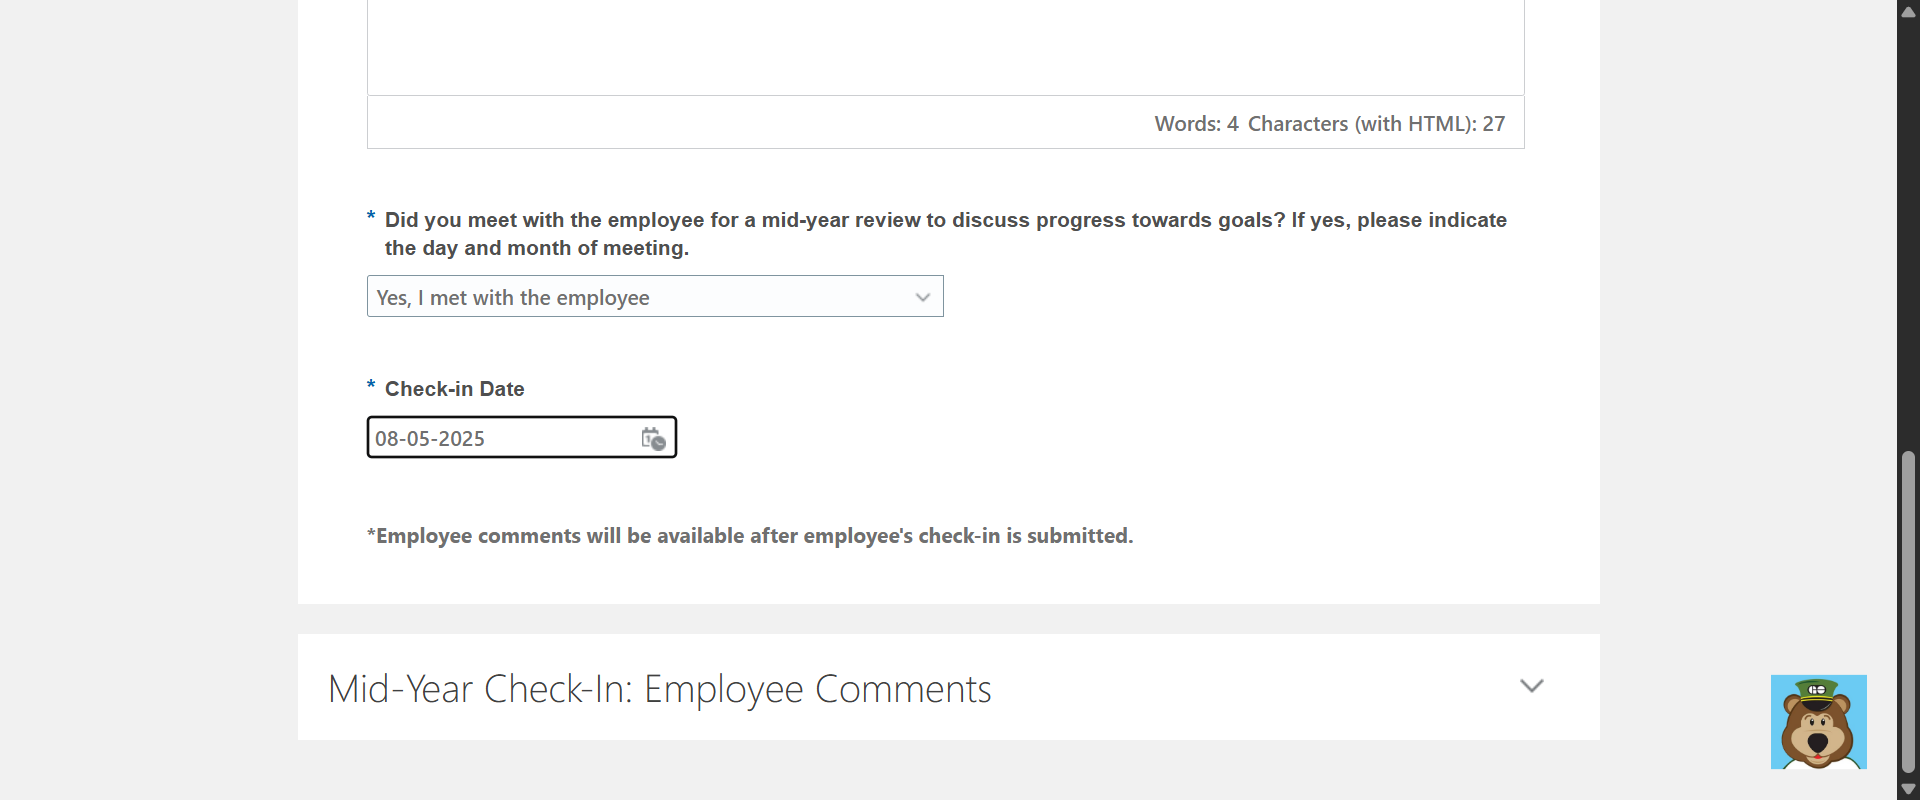 Words: 4 Characters (with HTML): 27
* Did you meet with the employee for a mid-year review to discuss progress towards goals? If yes, please indicate
the day and month of meeting.
Yes, I met with the employee
* Check-in Date
08-05-2025
*Employee comments will be available after employee's check-in is submitted.
Mid-Year Check-In: Employee Comments
GO